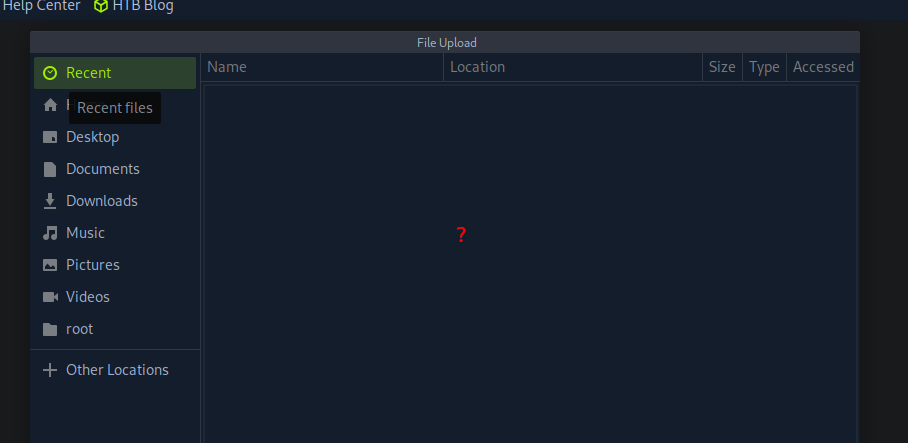 Help Center HTB Blog
File Upload
Name Location Size Type Accessed
Recent
Recent files
Desktop
Documents
Downloads
Music
Pictures
Videos
root
Other Locations
?